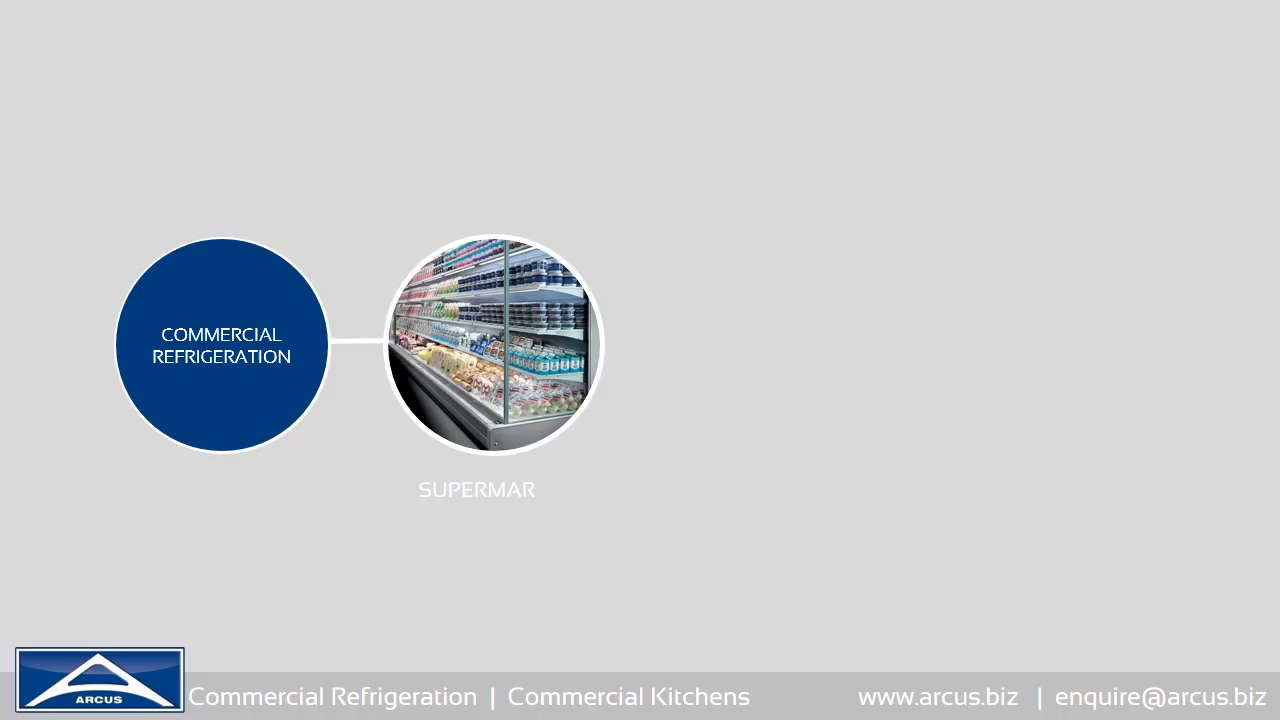 COMMERCIAL
REFRIGERATION
SUPERMAR
ARCUS
Commercial Refrigeration | Commercial Kitchens
www.arcus.biz | enquire@arcus.biz